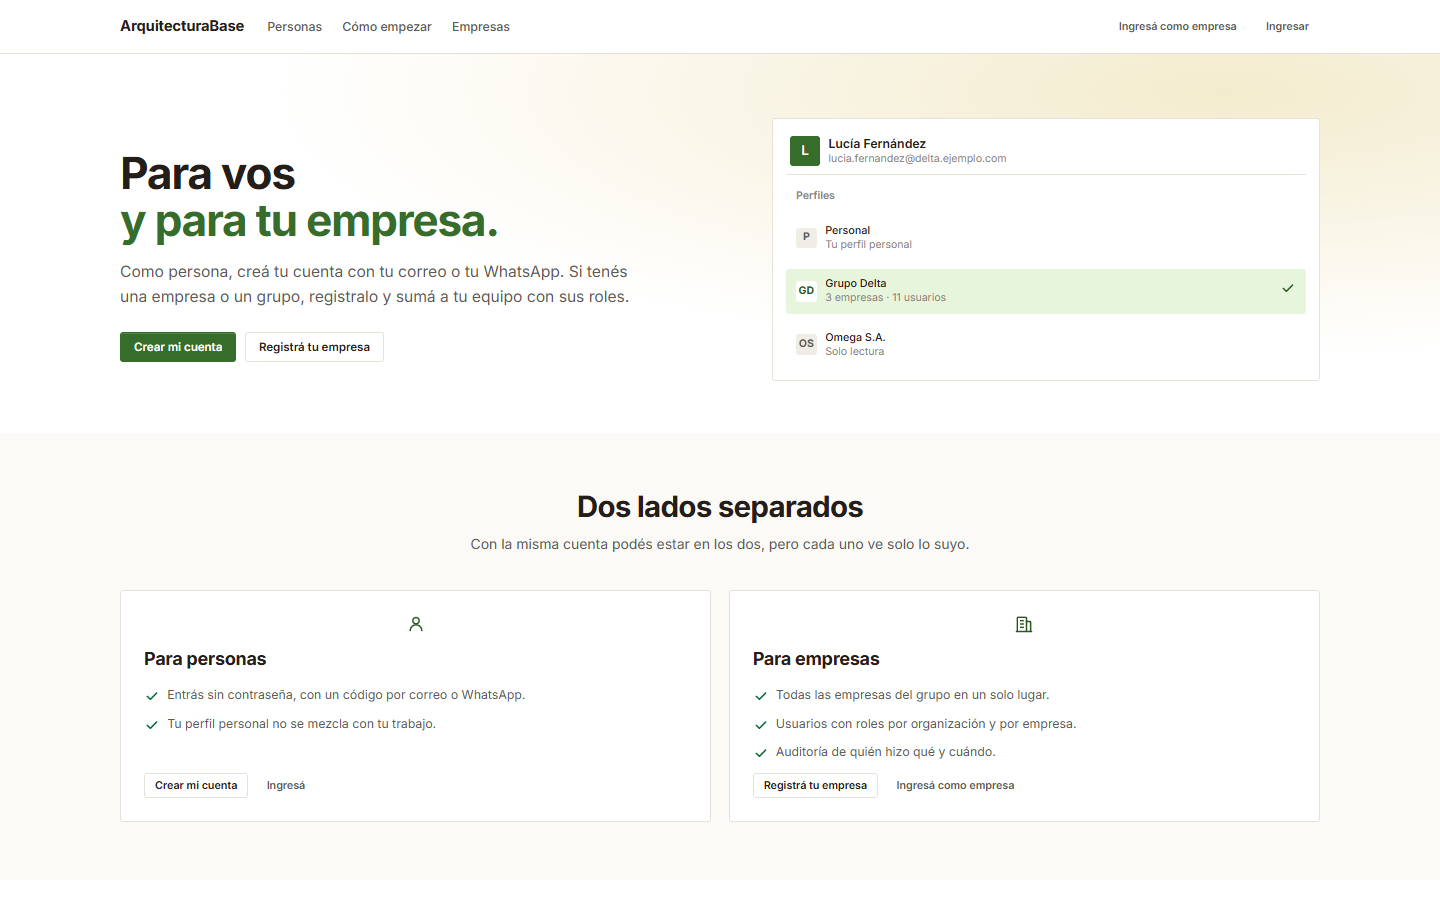 ArquitecturaBase Personas Cómo empezar Empresas Ingresá como empresa Ingresar
Para vos
y para tu empresa.
Como persona, creá tu cuenta con tu correo o tu WhatsApp. Si tenés
una empresa o un grupo, registralo y sumá a tu equipo con sus roles.
Crear mi cuenta Registrá tu empresa
L
Lucía Fernández
lucia.fernandez@delta.ejemplo.com
Perfiles
P
Personal
Tu perfil personal
GD
Grupo Delta
3 empresas · 11 usuarios
OS
Omega S.A.
Solo lectura
Dos lados separados
Con la misma cuenta podés estar en los dos, pero cada uno ve solo lo suyo.
Para personas
Entrás sin contraseña, con un código por correo o WhatsApp.
Tu perfil personal no se mezcla con tu trabajo.
Crear mi cuenta Ingresá
Para empresas
Todas las empresas del grupo en un solo lugar.
Usuarios con roles por organización y por empresa.
Auditoría de quién hizo qué y cuándo.
Registrá tu empresa Ingresá como empresa